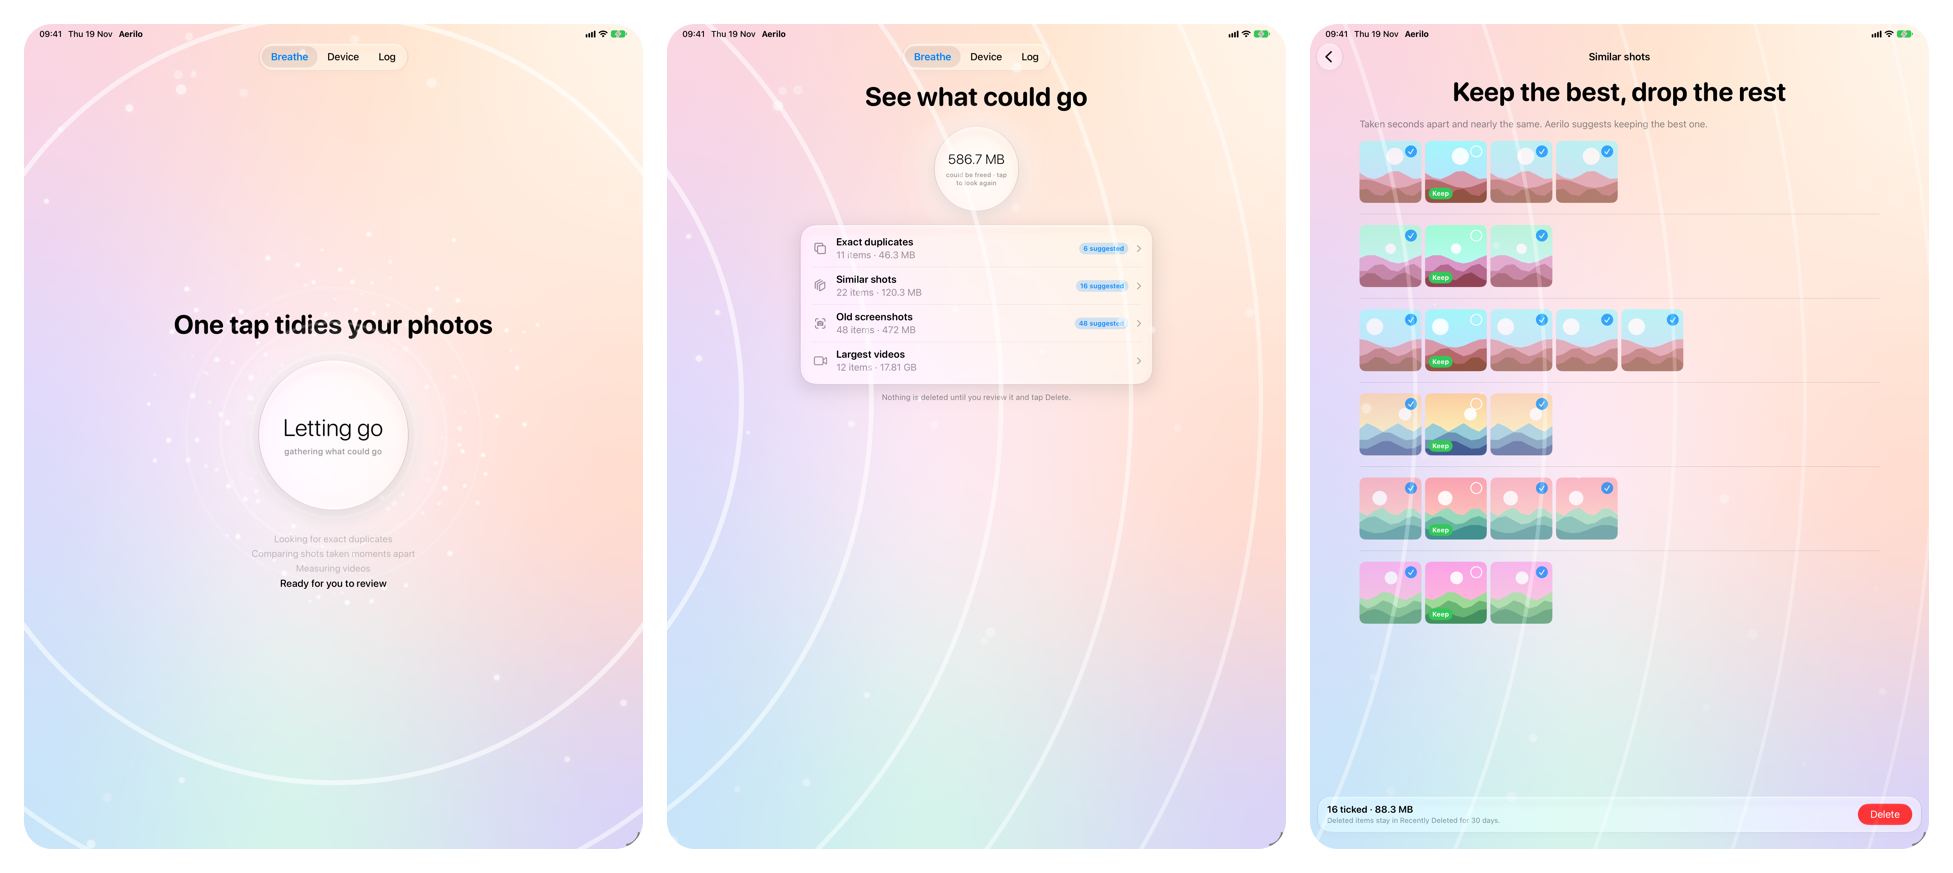 09:41 Thu 19 Nov Aerilo
Breathe Device Log
One tap tidies your photos
Letting go
gathering what could go
Looking for exact duplicates
Comparing shots taken moments apart
Measuring videos
Ready for you to review
09:41 Thu 19 Nov Aerilo
Breathe Device Log
See what could go
586.7 MB
could be freed · tap
to look again
Exact duplicates
11 items · 46.3 MB
6 suggested
Similar shots
22 items · 120.3 MB
16 suggested
Old screenshots
48 items · 472 MB
48 suggested
Largest videos
12 items · 17.81 GB
Nothing is deleted until you review it and tap Delete.
09:41 Thu 19 Nov Aerilo
Similar shots
Keep the best, drop the rest
Taken seconds apart and nearly the same. Aerilo suggests keeping the best one.
Keep
Keep
Keep
Keep
Keep
Keep
16 ticked · 88.3 MB
Deleted items stay in Recently Deleted for 30 days.
Delete